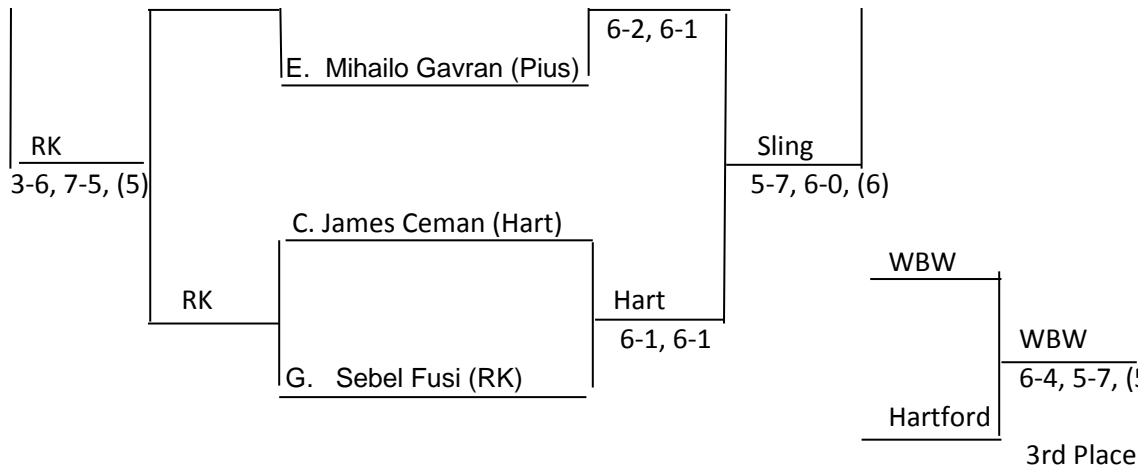 6-2, 6-1
E. Mihailo Gavran (Pius)
RK
3-6, 7-5, (5)
Sling
5-7, 6-0, (6)
C. James Ceman (Hart)
WBW
RK
Hart
6-1, 6-1
WBW
6-4, 5-7, (5
G. Sebel Fusi (RK)
Hartford
3rd Place